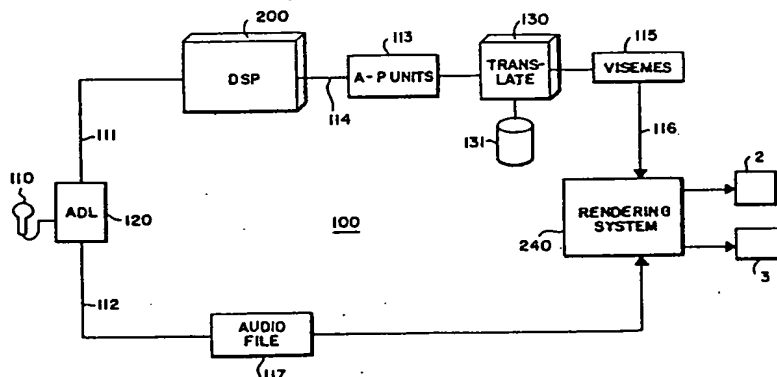 200
DSP
113
A-P UNITS
130
TRANS-
LATE
115
VISEMES
114
131
111
116
110
ADL
120
100
RENDERING
SYSTEM
240
2
3
112
AUDIO
FILE
117